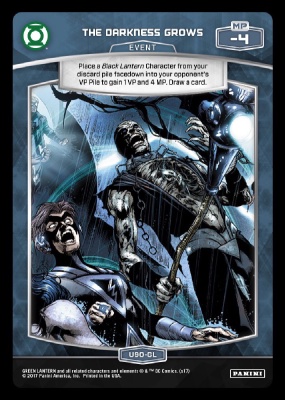 THE DARKNESS GROWS
MP
-4
EVENT
Place a Black Lantern Character from your
discard pile facedown into your opponent's
VP Pile to gain 1 VP and 4 MP. Draw a card.
U90-GL
GREEN LANTERN and all related characters and elements © & ™ DC Comics. (s17)
© 2017 Panini America, Inc. Printed in the USA.
PANINI